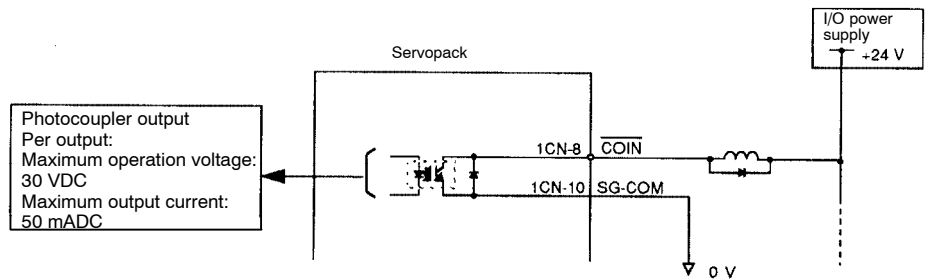 I/O power
supply
+24 V
Servopack
Photocoupler output
Per output:
Maximum operation voltage:
30 VDC
Maximum output current:
50 mADC
1CN-8 COIN
1CN-10 SG-COM
0 V